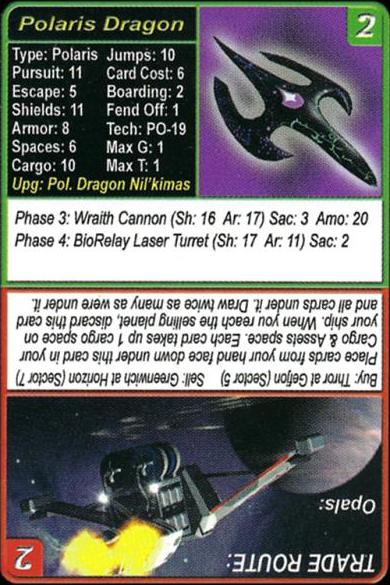 Polaris Dragon
2
Type: Polaris Jumps: 10
Pursuit: 11 Card Cost: 6
Escape: 5 Boarding: 2
Shields: 11 Fend Off: 1
Armor: 8 Tech: PO-19
Spaces: 6 Max G: 1
Cargo: 10 Max T: 1
Upg: Pol. Dragon Nil'kimas
Phase 3: Wraith Cannon (Sh: 16 Ar: 17) Sac: 3 Amo: 20
Phase 4: BioRelay Laser Turret (Sh: 17 Ar: 11) Sac: 2
TRADE ROUTE:
2
Opals:
Buy: Thor at Gefjon (Sector 5) Sell: Greenwich at Horizon (Sector 7)
Place cards from your hand face down under this card in your
Cargo & Assets space. Each card takes up 1 cargo space on
your ship. When you reach the selling planet, discard this card
and all cards under it. Draw twice as many as were under it.